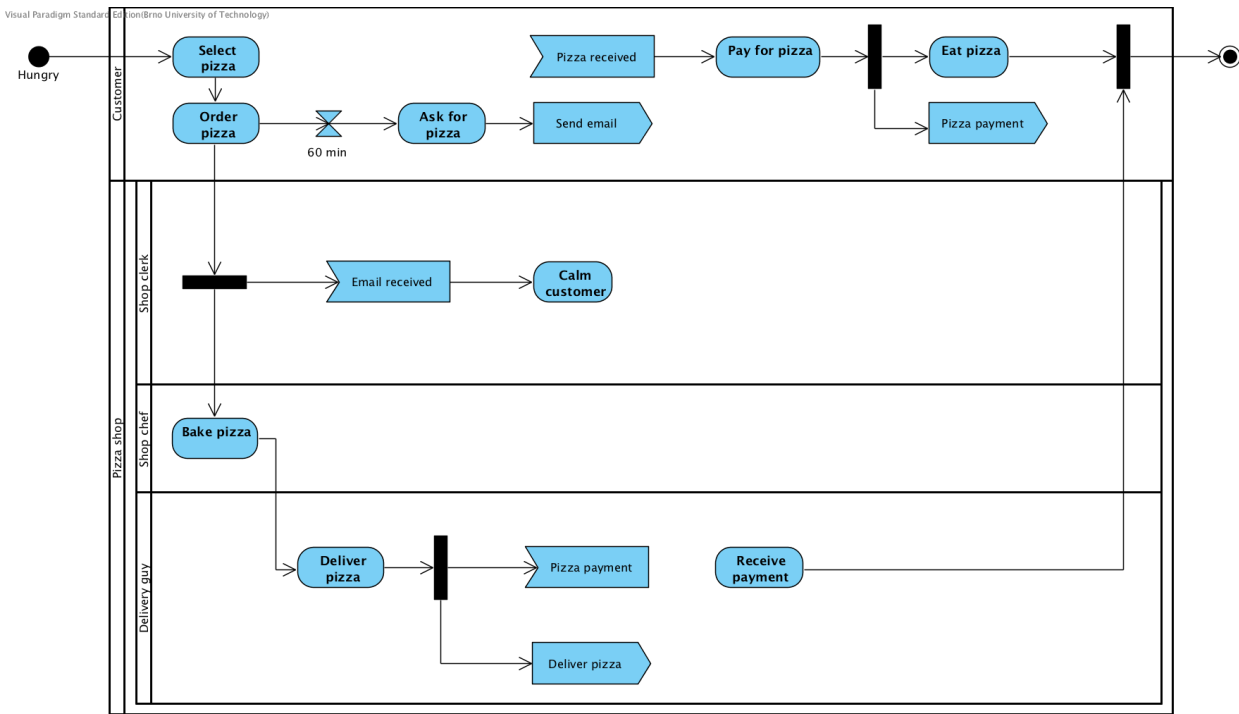 Visual Paradigm Standard Edition(Brno University of Technology)
Hungry
Customer
Select
pizza
Pizza received
Pay for pizza
Eat pizza
Order
pizza
60 min
Ask for
pizza
Send email
Pizza payment
Pizza shop
Shop clerk
Email received
Calm
customer
Shop chef
Bake pizza
Delivery guy
Deliver
pizza
Pizza payment
Receive
payment
Deliver pizza